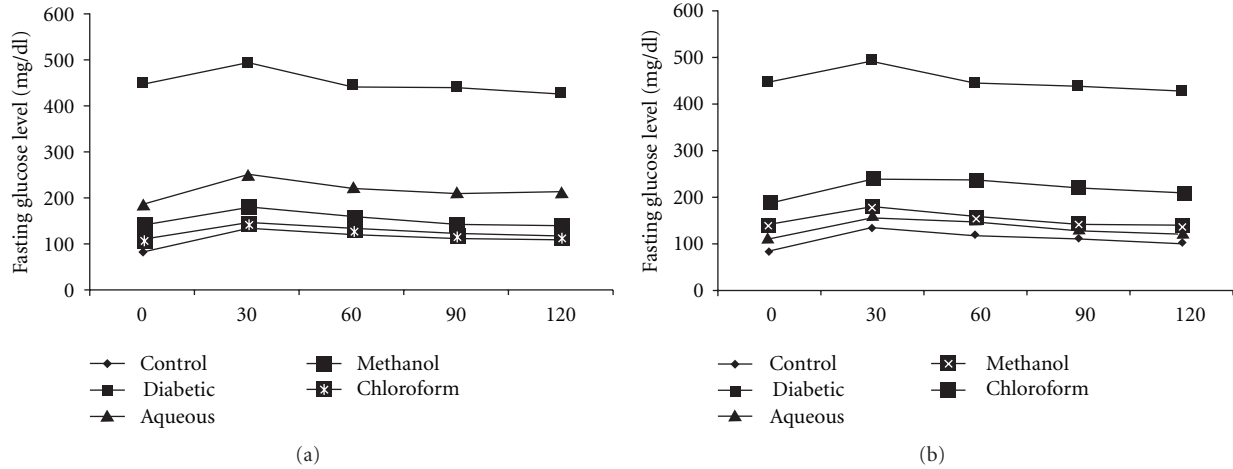 600
500
400
300
200
100
0
Fasting glucose level (mg/dl)
0 30 60 90 120
Control
Diabetic
Aqueous
Methanol
Chloroform
(a)
600
500
400
300
200
100
0
Fasting glucose level (mg/dl)
0 30 60 90 120
Control
Diabetic
Aqueous
Methanol
Chloroform
(b)